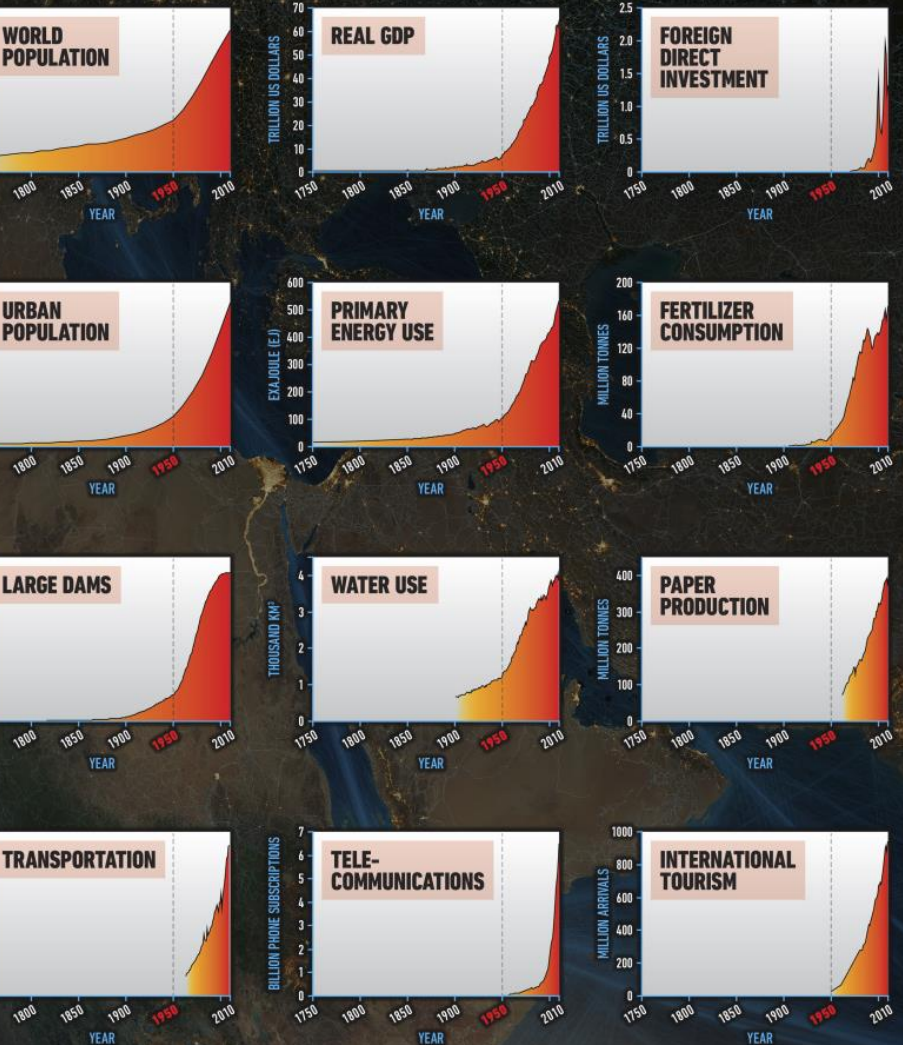 WORLD
POPULATION
1800 1850 1900 1950 2010
YEAR
REAL GDP
TRILLION US DOLLARS
70
60
50
40
30
20
10
0
1750 1800 1850 1900 1950 2010
YEAR
FOREIGN
DIRECT
INVESTMENT
TRILLION US DOLLARS
2.5
2.0
1.5
1.0
0.5
0
1750 1800 1850 1900 1950 2010
YEAR
URBAN
POPULATION
1800 1850 1900 1950 2010
YEAR
PRIMARY
ENERGY USE
EXAJOULE (EJ)
600
500
400
300
200
100
0
1750 1800 1850 1900 1950 2010
YEAR
FERTILIZER
CONSUMPTION
MILLION TONNES
200
160
120
80
40
0
1750 1800 1850 1900 1950 2010
YEAR
LARGE DAMS
1800 1850 1900 1950 2010
YEAR
WATER USE
THOUSAND KM³
4
3
2
1
0
1750 1800 1850 1900 1950 2010
YEAR
PAPER
PRODUCTION
MILLION TONNES
400
300
200
100
0
1750 1800 1850 1900 1950 2010
YEAR
TRANSPORTATION
1800 1850 1900 1950 2010
YEAR
TELE-
COMMUNICATIONS
BILLION PHONE SUBSCRIPTIONS
7
6
5
4
3
2
1
0
1750 1800 1850 1900 1950 2010
YEAR
INTERNATIONAL
TOURISM
MILLION ARRIVALS
1000
800
600
400
200
0
1750 1800 1850 1900 1950 2010
YEAR